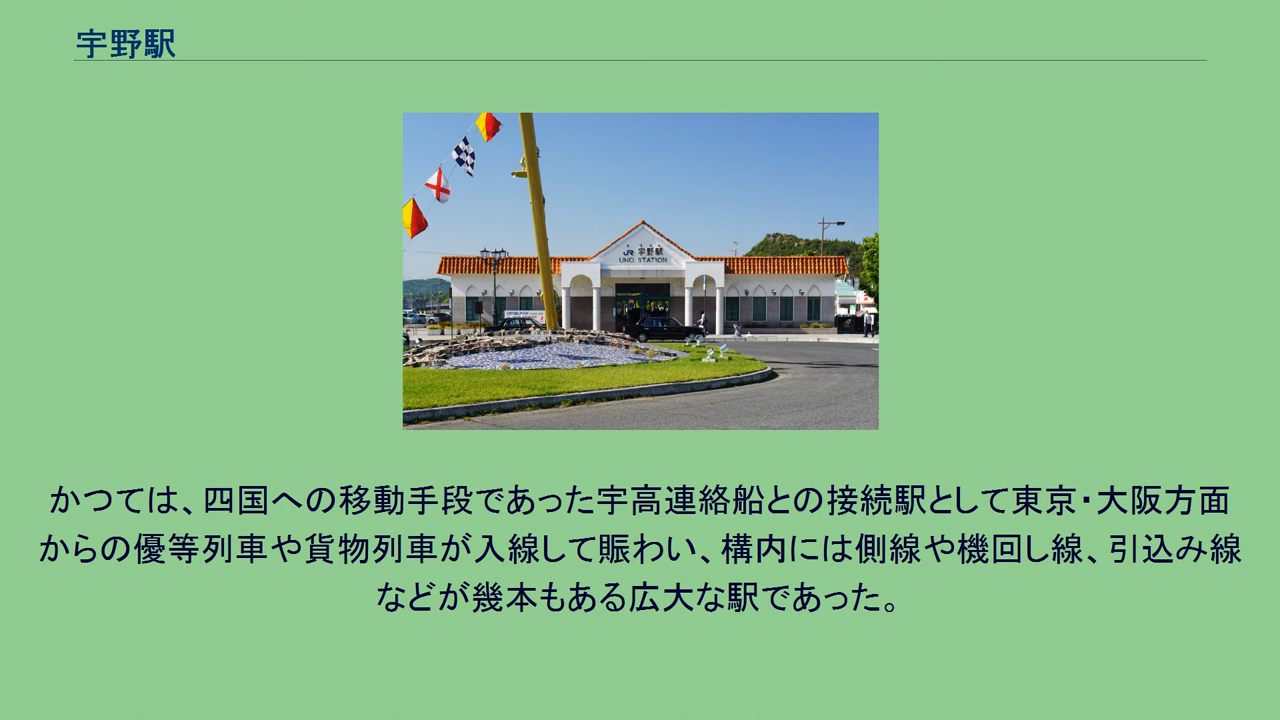 宇野駅
JR 宇野駅
UNO STATION
かつては、四国への移動手段であった宇高連絡船との接続駅として東京・大阪方面
からの優等列車や貨物列車が入線して賑わい、構内には側線や機回し線、引込み線
などが幾本もある広大な駅であった。